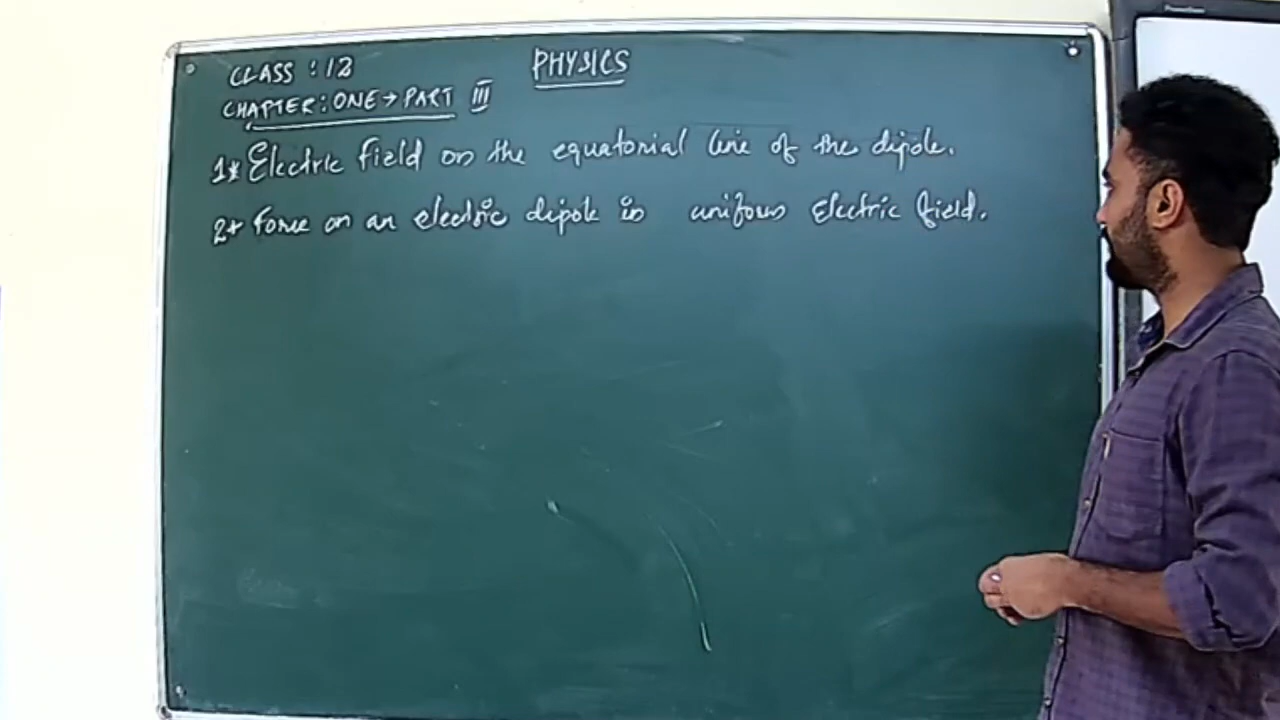 PHYSICS
CLASS : 12
CHAPTER: ONE → PART III
1* Electric field on the equatorial line of the dipole.
2* Force on an electric dipole in uniform Electric field.